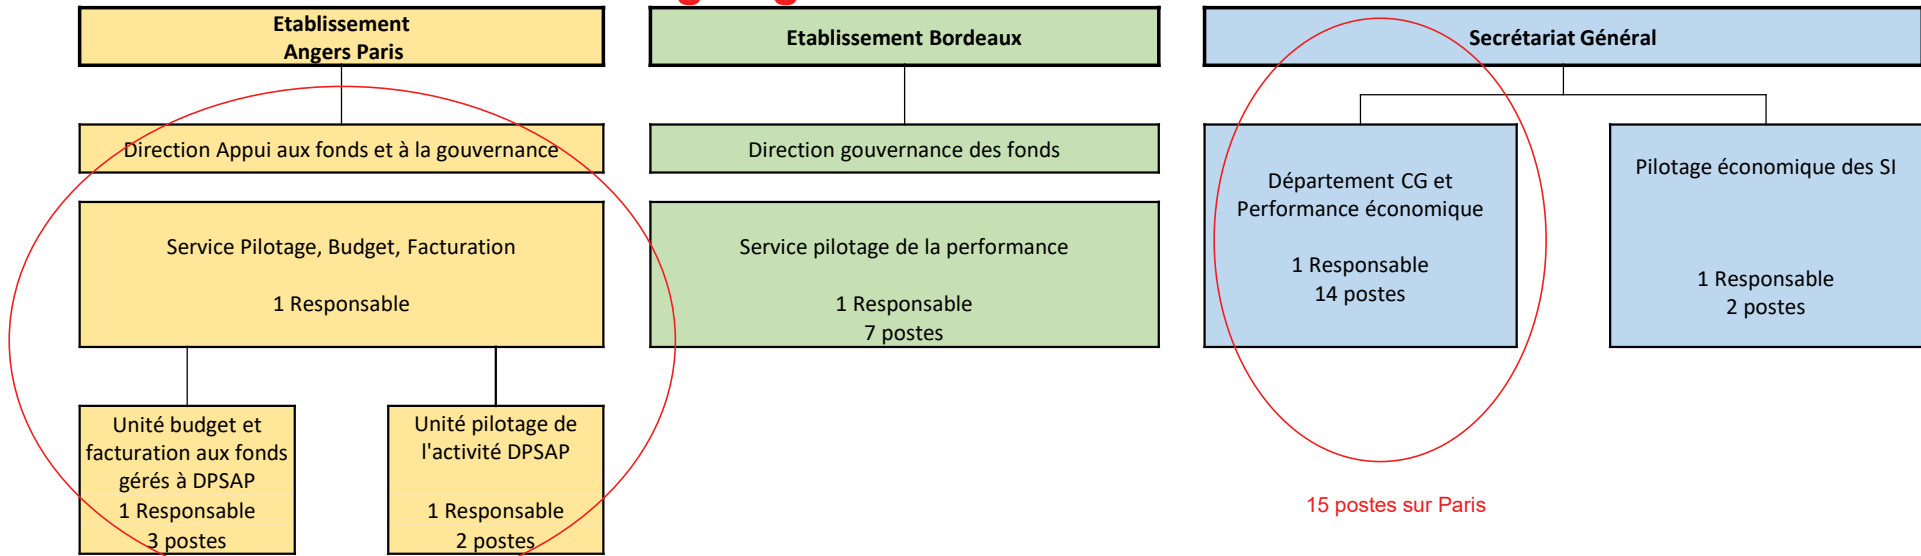 Etablissement
Angers Paris
Etablissement Bordeaux
Secrétariat Général
Direction Appui aux fonds et à la gouvernance
Direction gouvernance des fonds
Département CG et
Performance économique
1 Responsable
14 postes
Pilotage économique des SI
1 Responsable
2 postes
Service Pilotage, Budget, Facturation
1 Responsable
Service pilotage de la performance
1 Responsable
7 postes
Unité budget et
facturation aux fonds
gérés à DPSAP
1 Responsable
3 postes
Unité pilotage de
l'activité DPSAP
1 Responsable
2 postes
15 postes sur Paris